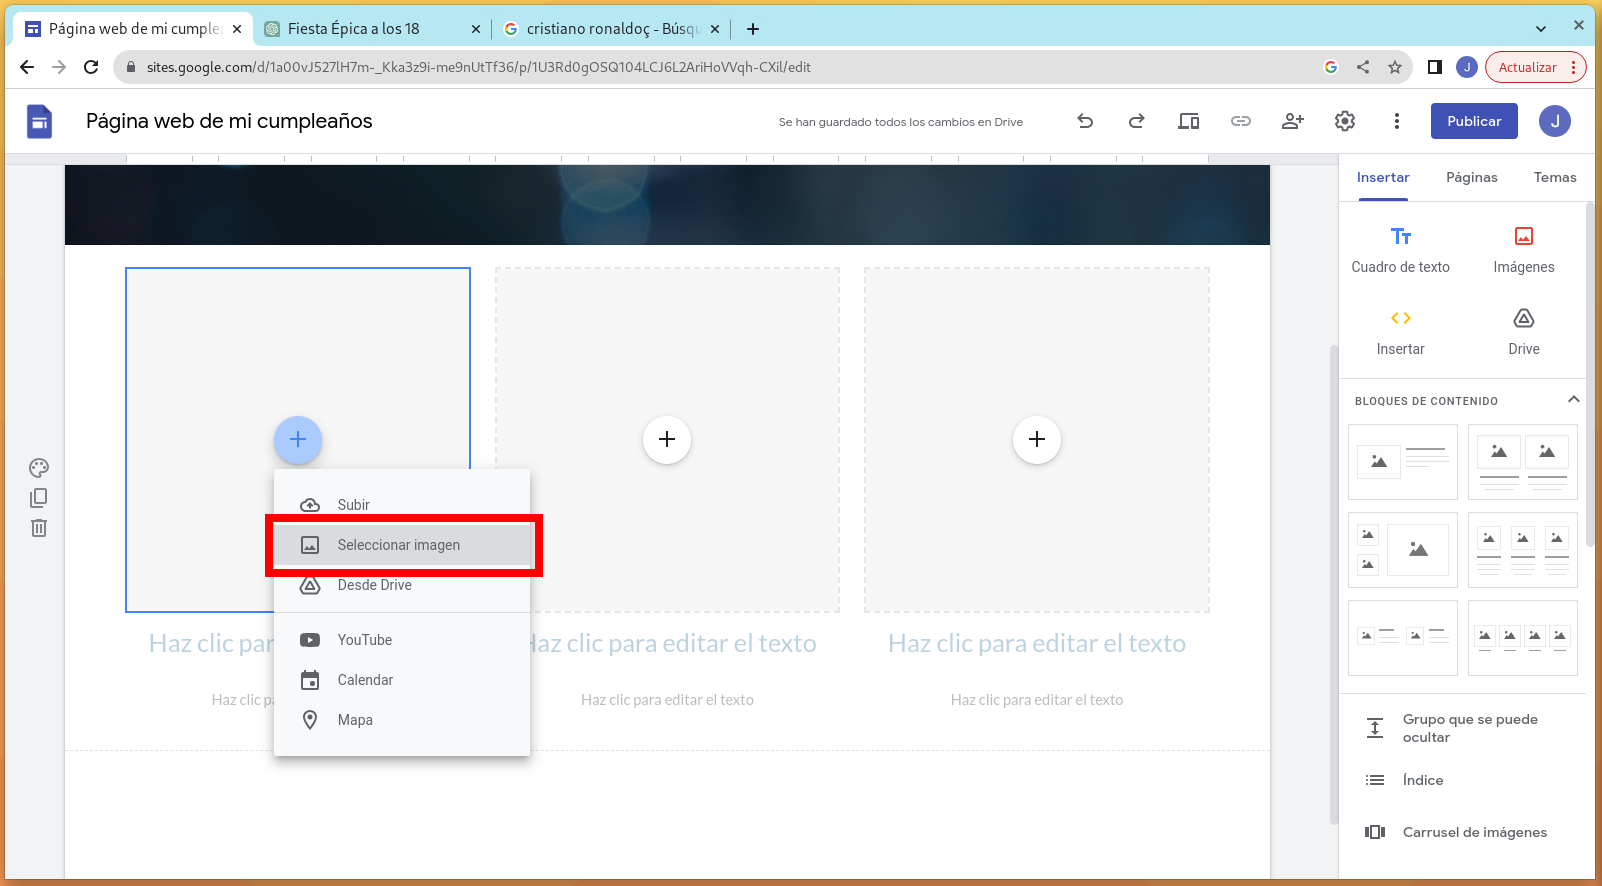 Página web de mi cumple
Fiesta Épica a los 18
cristiano ronaldoç - Búsqu
sites.google.com/d/1a00vJ527lH7m-_Kka3z9i-me9nUtTf36/p/1U3Rd0gOSQ104LCJ6L2AriHoVVqh-CXil/edit
J
Actualizar
Página web de mi cumpleaños
Se han guardado todos los cambios en Drive
Publicar
J
Insertar
Páginas
Temas
Cuadro de texto
Imágenes
Insertar
Drive
BLOQUES DE CONTENIDO
Subir
Seleccionar imagen
Desde Drive
YouTube
Calendar
Mapa
Haz clic par
Haz clic para editar el texto
Haz clic para editar el texto
Haz clic pa
Haz clic para editar el texto
Haz clic para editar el texto
Grupo que se puede
ocultar
Índice
Carrusel de imágenes